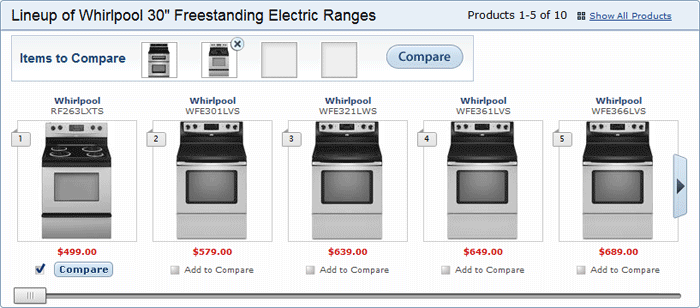 Lineup of Whirlpool 30" Freestanding Electric Ranges
Products 1-5 of 10
Show All Products
Items to Compare
Compare
Whirlpool
RF263LXTS
1
$499.00
Compare
Whirlpool
WFE301LVS
2
$579.00
Add to Compare
Whirlpool
WFE321LWS
3
$639.00
Add to Compare
Whirlpool
WFE361LVS
4
$649.00
Add to Compare
Whirlpool
WFE366LVS
5
$689.00
Add to Compare